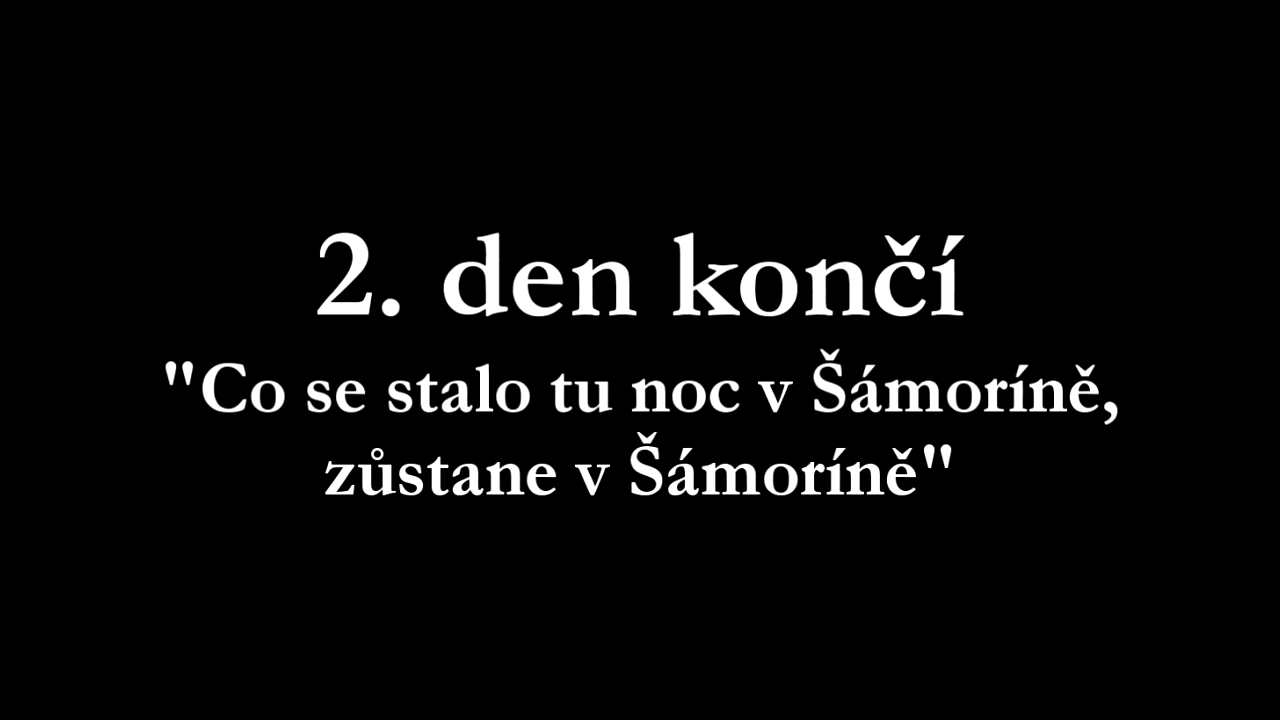 2. den končí
"Co se stalo tu noc v Šámoríně,
zůstane v Šámoríně"